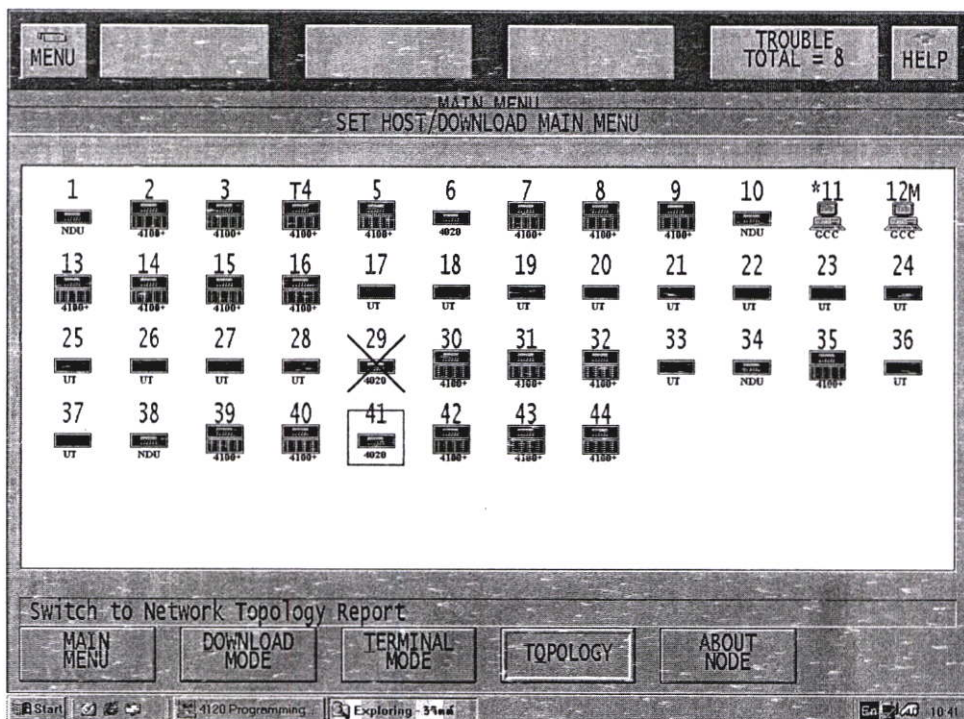 MENU
TROUBLE
TOTAL = 8
HELP
MAIN MENU
SET HOST/DOWNLOAD MAIN MENU
1 2 3 T4 5 6 7 8 9 10 *11 12M
NDU 4100+ 4100+ 4100+ 4100+ 4020 4100+ 4100+ 4100+ NDU GCC GCC
13 14 15 16 17 18 19 20 21 22 23 24
4100+ 4100+ 4100+ 4100+ UT UT UT UT UT UT UT UT
25 26 27 28 29 30 31 32 33 34 35 36
UT UT UT UT 4020 4100+ 4100+ 4100+ UT NDU 4100+ UT
37 38 39 40 41 42 43 44
UT NDU 4100+ 4100+ 4020 4100+ 4100+ 4100+
Switch to Network Topology Report
MAIN
MENU
DOWNLOAD
MODE
TERMINAL
MODE
TOPOLOGY
ABOUT
NODE
Start 4120 Programming Exploring - En 10:41